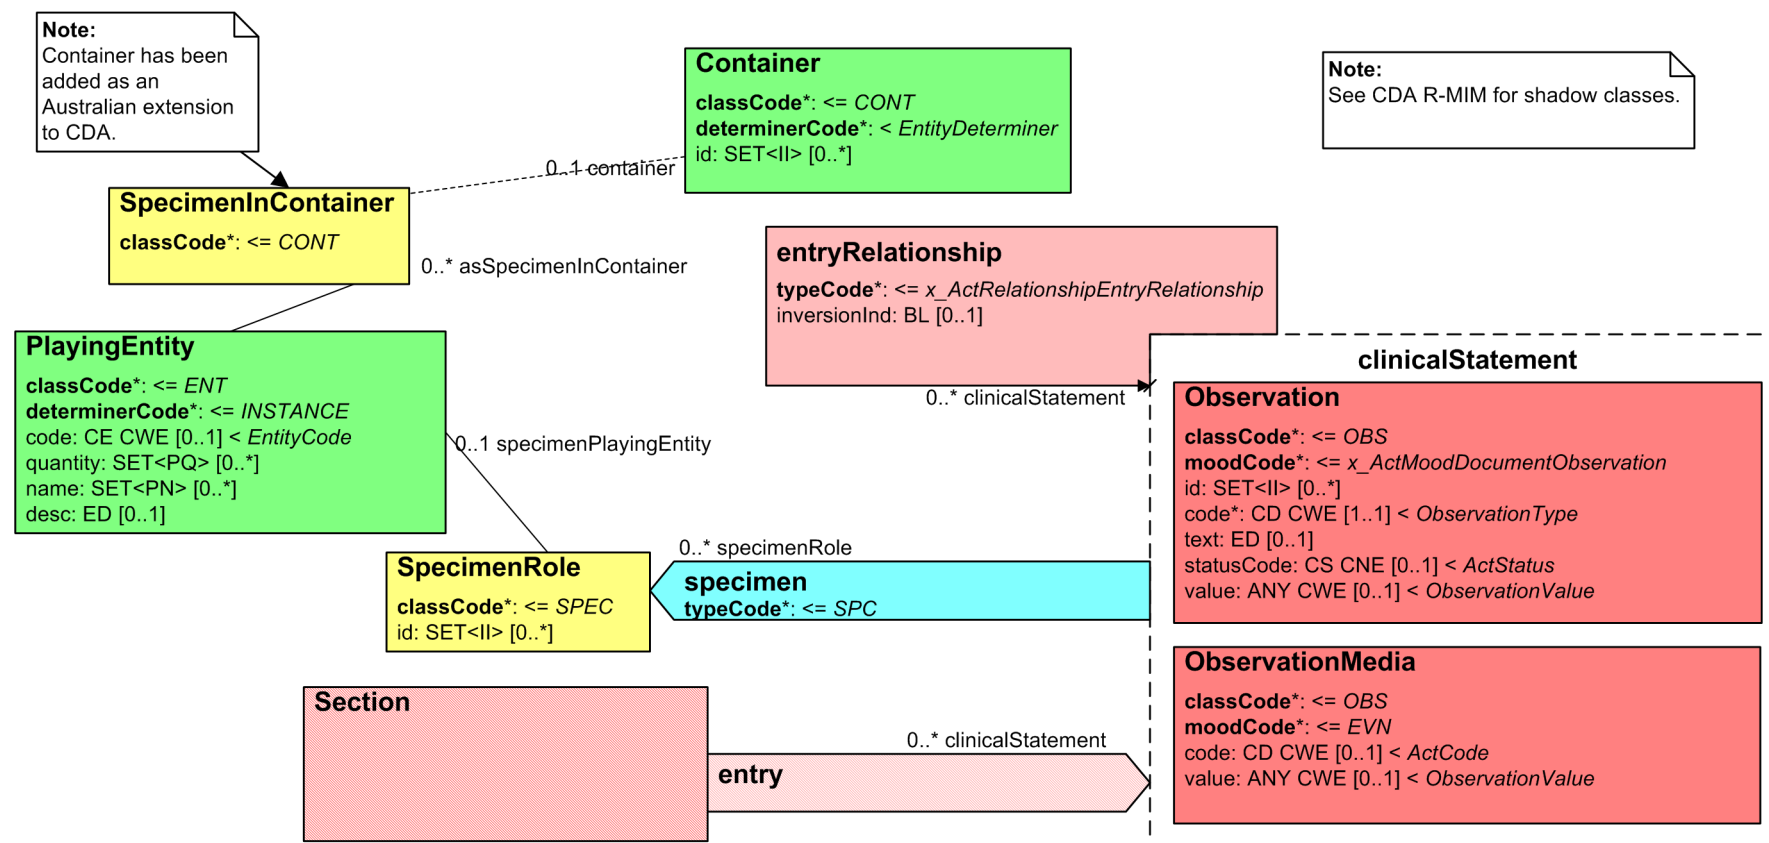 Note:
Container has been
added as an
Australian extension
to CDA.
Container
classCode*: <= CONT
determinerCode*: < EntityDeterminer
id: SET<II> [0..*]
Note:
See CDA R-MIM for shadow classes.
0..1 container
SpecimenInContainer
classCode*: <= CONT
0..* asSpecimenInContainer
entryRelationship
typeCode*: <= x_ActRelationshipEntryRelationship
inversionInd: BL [0..1]
0..* clinicalStatement
PlayingEntity
classCode*: <= ENT
determinerCode*: <= INSTANCE
code: CE CWE [0..1] < EntityCode
quantity: SET<PQ> [0..*]
name: SET<PN> [0..*]
desc: ED [0..1]
0..1 specimenPlayingEntity
clinicalStatement
Observation
classCode*: <= OBS
moodCode*: <= x_ActMoodDocumentObservation
id: SET<II> [0..*]
code*: CD CWE [1..1] < ObservationType
text: ED [0..1]
statusCode: CS CNE [0..1] < ActStatus
value: ANY CWE [0..1] < ObservationValue
0..* specimenRole
SpecimenRole
classCode*: <= SPEC
id: SET<II> [0..*]
specimen
typeCode*: <= SPC
ObservationMedia
classCode*: <= OBS
moodCode*: <= EVN
code: CD CWE [0..1] < ActCode
value: ANY CWE [0..1] < ObservationValue
Section
0..* clinicalStatement
entry